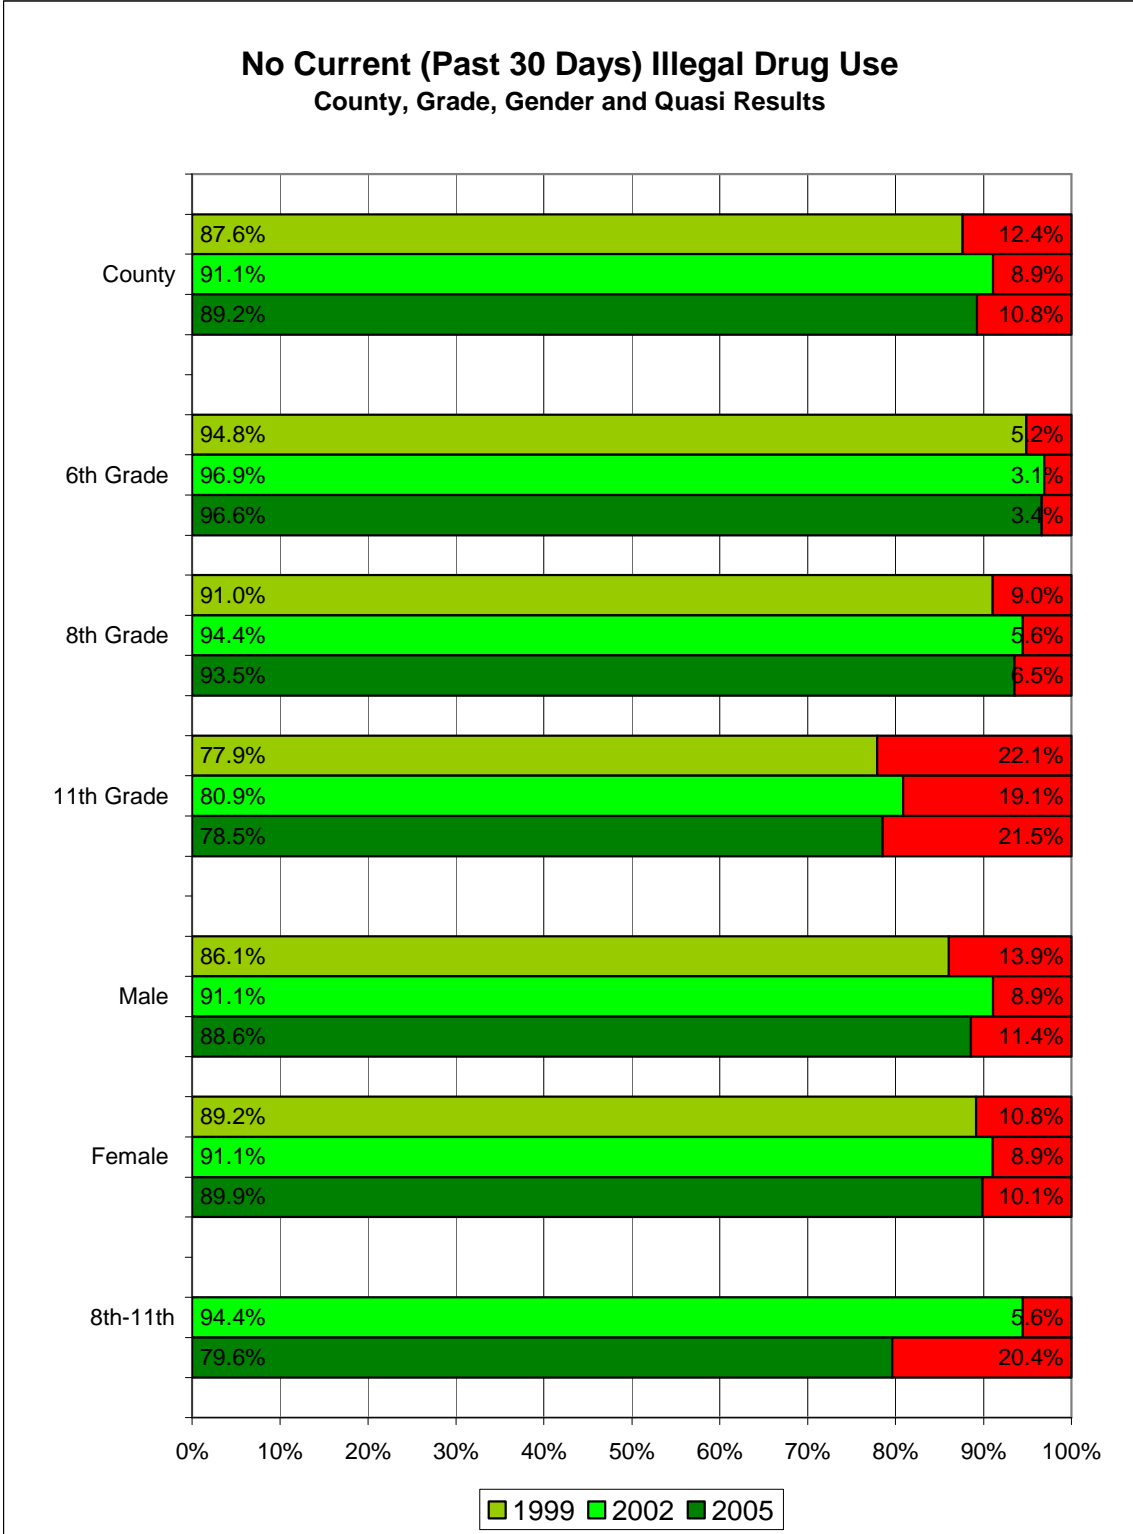 No Current (Past 30 Days) Illegal Drug Use
County, Grade, Gender and Quasi Results
87.6% 12.4%
County 91.1% 8.9%
89.2% 10.8%
94.8% 5.2%
6th Grade 96.9% 3.1%
96.6% 3.4%
91.0% 9.0%
8th Grade 94.4% 5.6%
93.5% 6.5%
77.9% 22.1%
11th Grade 80.9% 19.1%
78.5% 21.5%
86.1% 13.9%
Male 91.1% 8.9%
88.6% 11.4%
89.2% 10.8%
Female 91.1% 8.9%
89.9% 10.1%
8th-11th 94.4% 5.6%
79.6% 20.4%
0% 10% 20% 30% 40% 50% 60% 70% 80% 90% 100%
1999 2002 2005